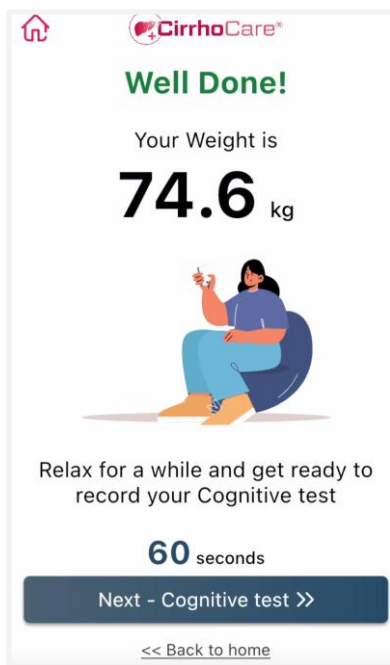 CirrhoCare®
Well Done!
Your Weight is
74.6 kg
Relax for a while and get ready to
record your Cognitive test
60 seconds
Next - Cognitive test >>
<< Back to home